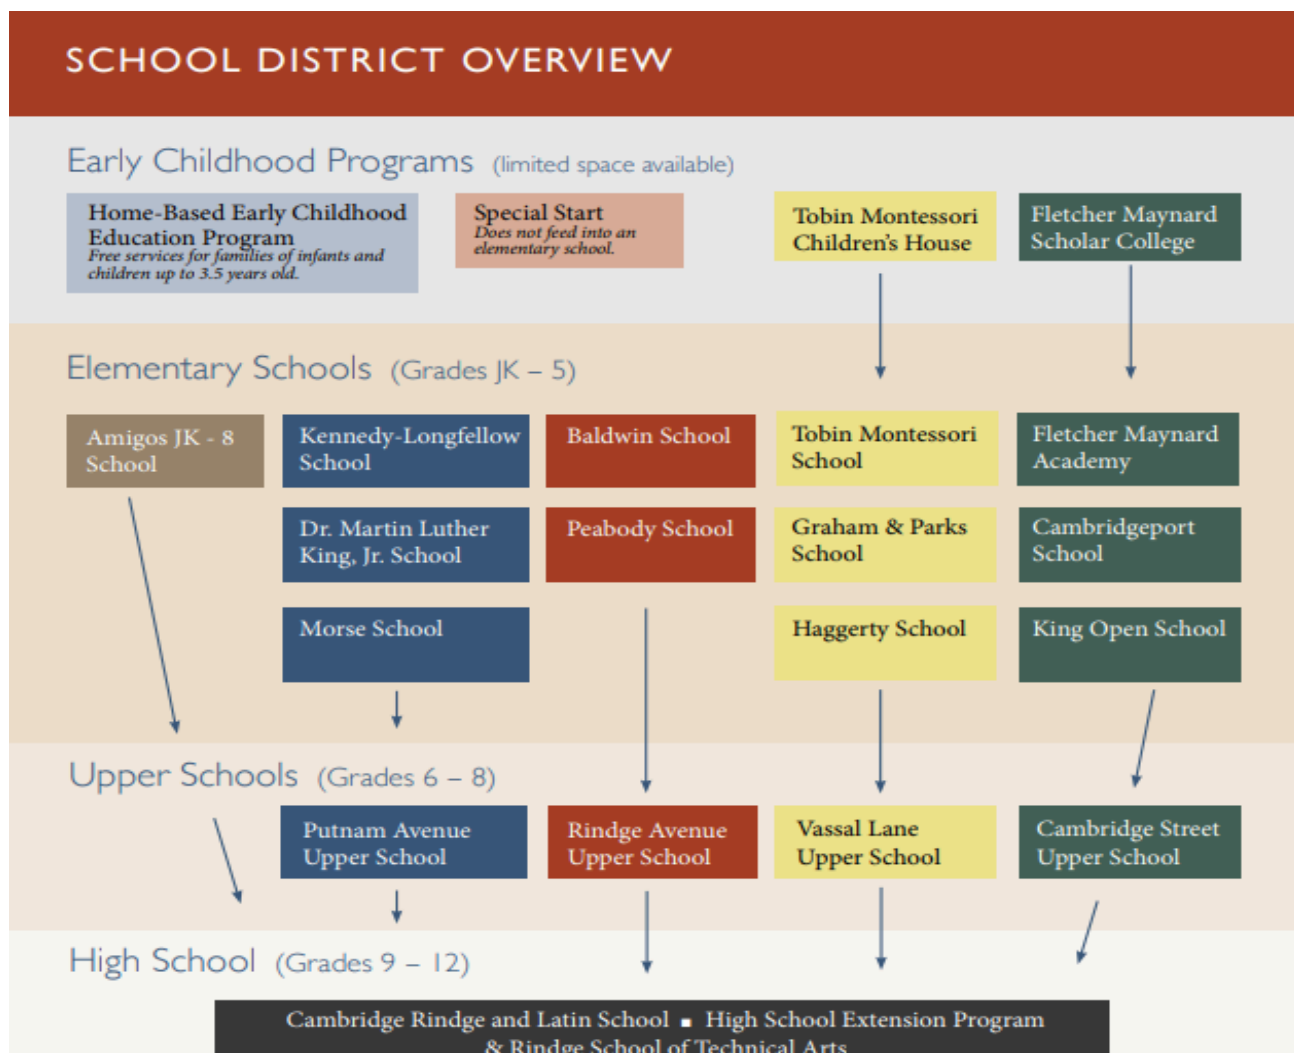 SCHOOL DISTRICT OVERVIEW
Early Childhood Programs (limited space available)
Home-Based Early Childhood
Education Program
Free services for families of infants and
children up to 3.5 years old.
Special Start
Does not feed into an
elementary school.
Tobin Montessori
Children's House
Fletcher Maynard
Scholar College
Elementary Schools (Grades JK – 5)
Amigos JK - 8
School
Kennedy-Longfellow
School
Baldwin School
Tobin Montessori
School
Fletcher Maynard
Academy
Dr. Martin Luther
King, Jr. School
Peabody School
Graham & Parks
School
Cambridgeport
School
Morse School
Haggerty School
King Open School
Upper Schools (Grades 6 – 8)
Putnam Avenue
Upper School
Rindge Avenue
Upper School
Vassal Lane
Upper School
Cambridge Street
Upper School
High School (Grades 9 – 12)
Cambridge Rindge and Latin School ■ High School Extension Program
& Rindge School of Technical Arts